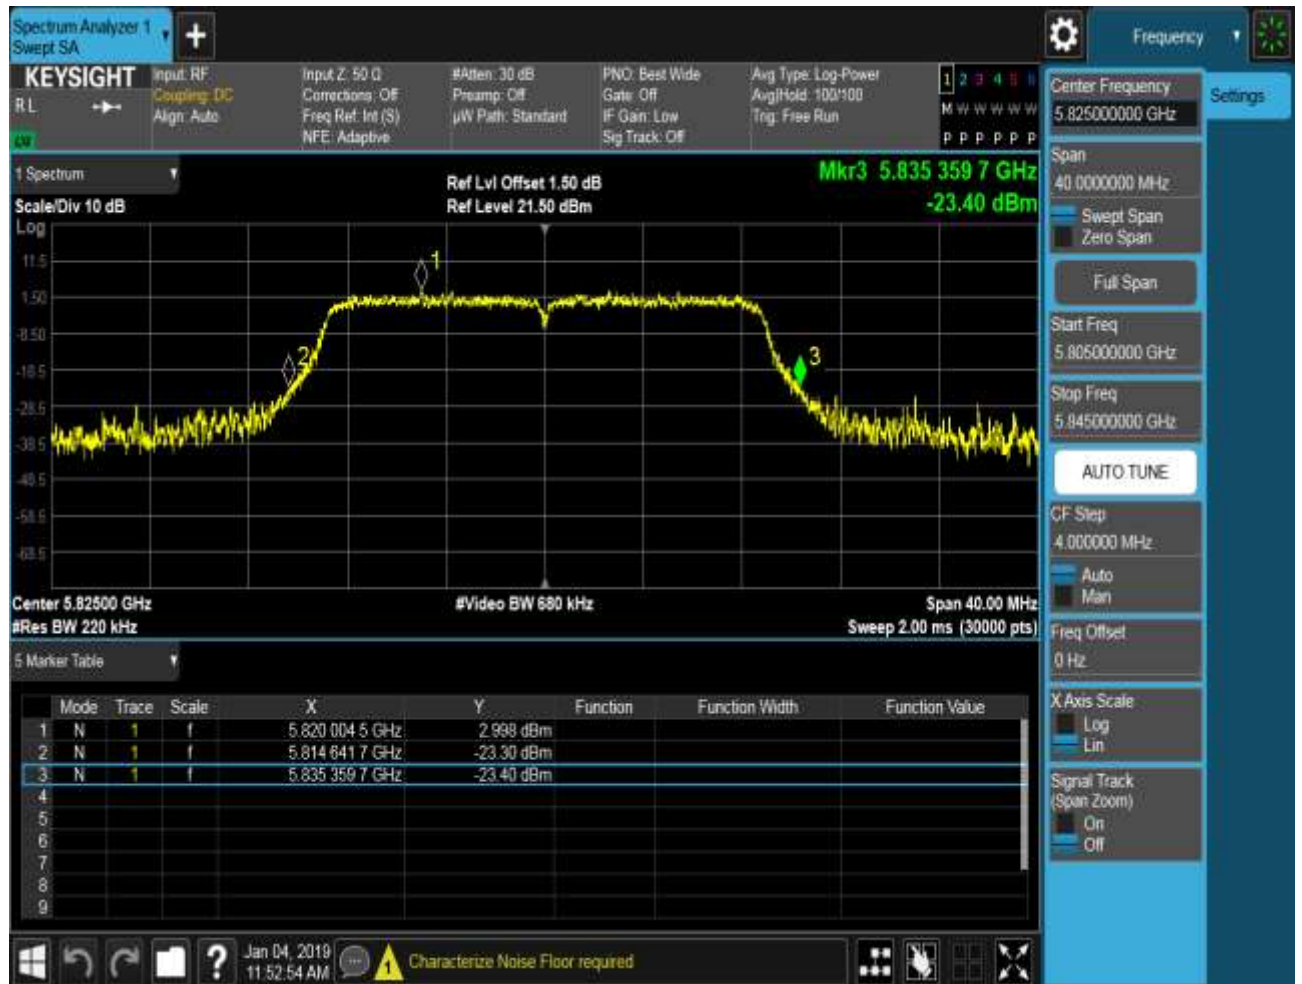 Spectrum Analyzer 1
Swept SA
+
Frequency
KEYSIGHT
RL
Input: RF
Coupling: DC
Align: Auto
Input Z: 50 Ω
Corrections: Off
Freq Ref: Int (S)
NFE: Adaptive
#Atten: 30 dB
Preamp: Off
µW Path: Standard
PNO: Best Wide
Gate: Off
IF Gain: Low
Sig Track: Off
Avg Type: Log-Power
Avg|Hold: 100/100
Trig: Free Run
1 2 3 4 5 6
M W W W W W
P P P P P P
1 Spectrum
Scale/Div 10 dB
Ref Lvl Offset 1.50 dB
Ref Level 21.50 dBm
Mkr3 5.835 359 7 GHz
-23.40 dBm
Log
11.5
1.50
-8.50
-18.5
-28.5
-38.5
-48.5
-58.5
-68.5
1
2
3
Center 5.82500 GHz
#Res BW 220 kHz
#Video BW 680 kHz
Span 40.00 MHz
Sweep 2.00 ms (30000 pts)
5 Marker Table
Mode Trace Scale X Y Function Function Width Function Value
1 N 1 f 5.820 004 5 GHz 2.998 dBm
2 N 1 f 5.814 641 7 GHz -23.30 dBm
3 N 1 f 5.835 359 7 GHz -23.40 dBm
4
5
6
7
8
9
Center Frequency
5.825000000 GHz
Settings
Span
40.0000000 MHz
Swept Span
Zero Span
Full Span
Start Freq
5.805000000 GHz
Stop Freq
5.845000000 GHz
AUTO TUNE
CF Step
4.000000 MHz
Auto
Man
Freq Offset
0 Hz
X Axis Scale
Log
Lin
Signal Track
(Span Zoom)
On
Off
?
Jan 04, 2019
11:52:54 AM
1
Characterize Noise Floor required